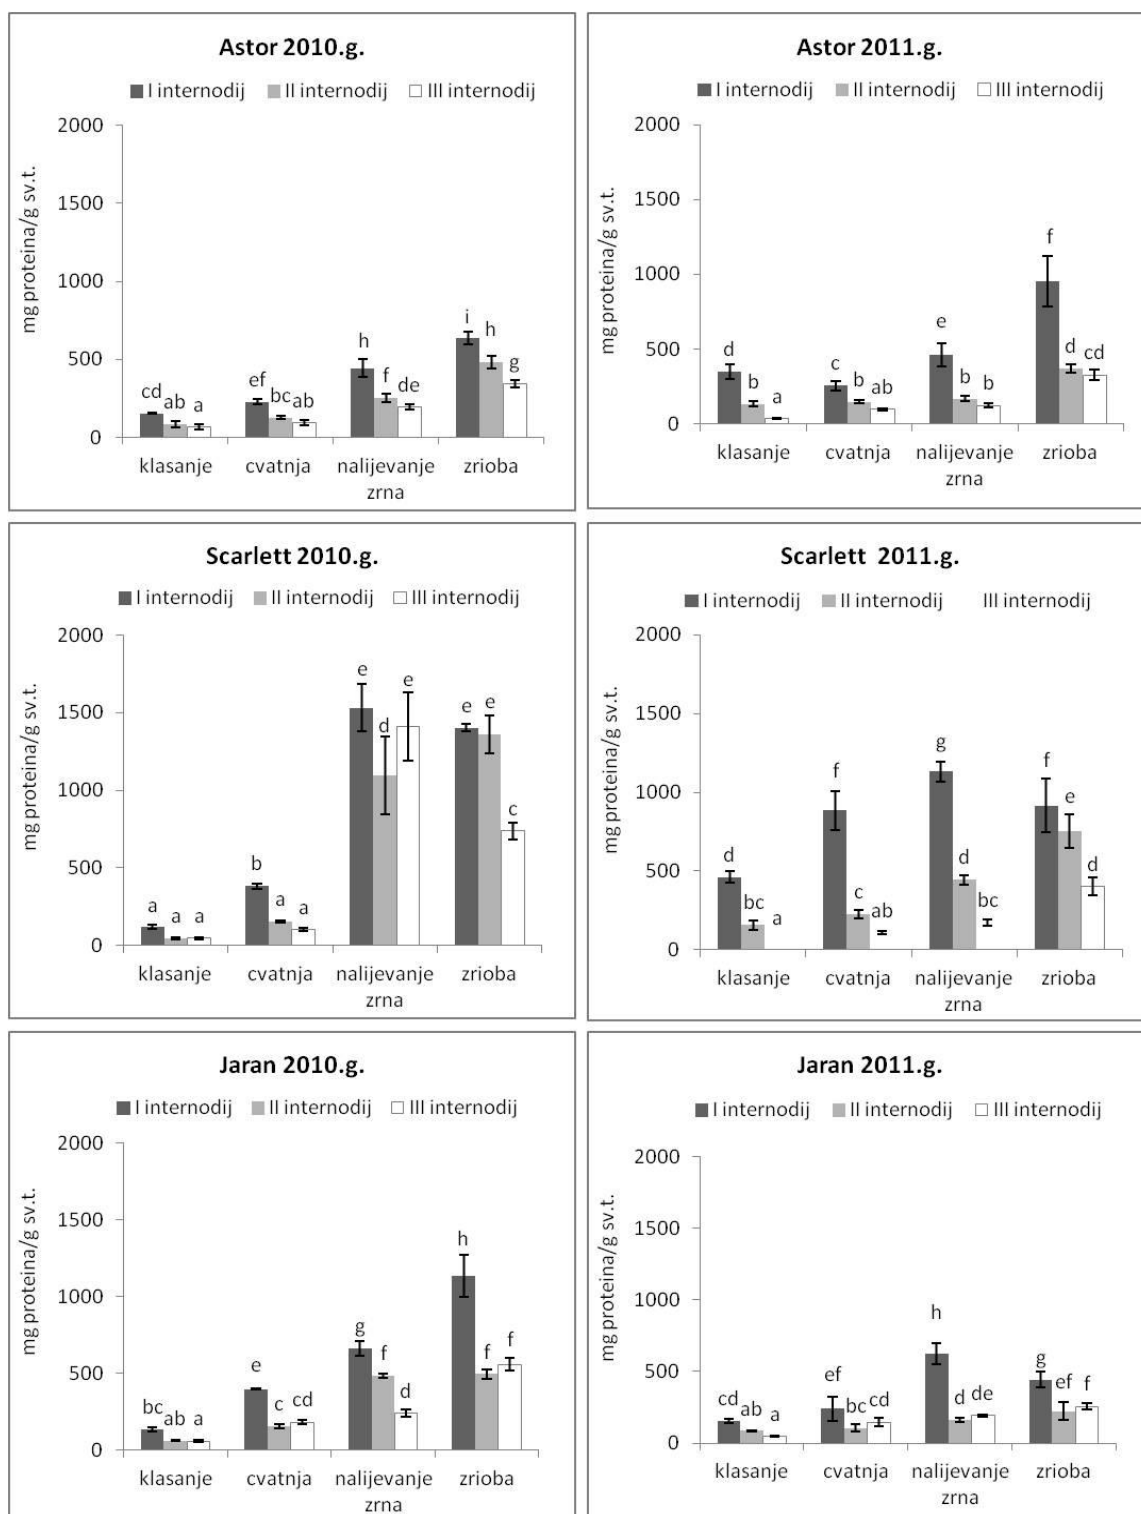 Astor 2010.g.
I internodij II internodij III internodij
mg proteina/g sv.t.
2000
1500
1000
500
0
cd ab a ef bc ab h f de i h g
klasanje cvatnja nalijevanje zrioba
zrna
Astor 2011.g.
I internodij II internodij III internodij
mg proteina/g sv.t.
2000
1500
1000
500
0
d b a c b ab e b b f d cd
klasanje cvatnja nalijevanje zrioba
zrna
Scarlett 2010.g.
I internodij II internodij III internodij
mg proteina/g sv.t.
2000
1500
1000
500
0
a a a b a a e d e e e c
klasanje cvatnja nalijevanje zrioba
zrna
Scarlett 2011.g.
I internodij II internodij III internodij
mg proteina/g sv.t.
2000
1500
1000
500
0
d bc a f c ab g d bc f e d
klasanje cvatnja nalijevanje zrioba
zrna
Jaran 2010.g.
I internodij II internodij III internodij
mg proteina/g sv.t.
2000
1500
1000
500
0
bc ab a e c cd g f d h f f
klasanje cvatnja nalijevanje zrioba
zrna
Jaran 2011.g.
I internodij II internodij III internodij
mg proteina/g sv.t.
2000
1500
1000
500
0
cd ab a ef bc cd h d de g ef f
klasanje cvatnja nalijevanje zrioba
zrna